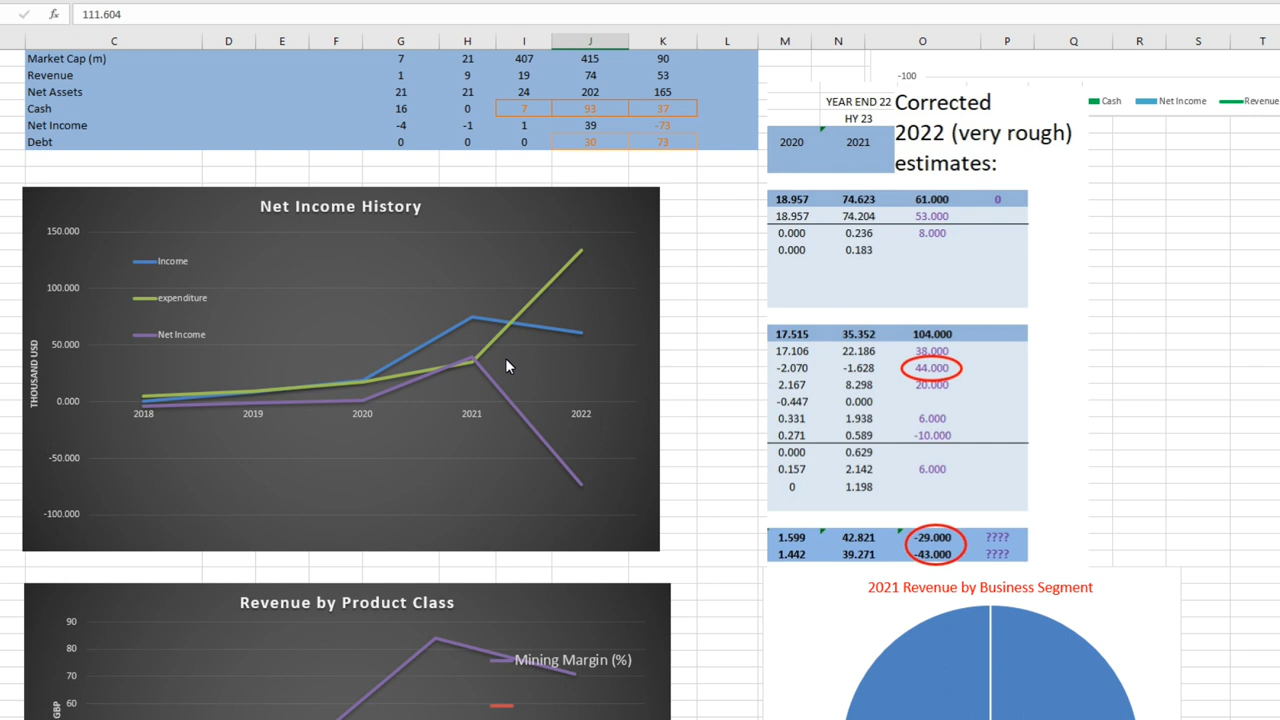 111.604
C D E F G H I J K L M N O P Q R S T
Market Cap (m) 7 21 407 415 90
Revenue 1 9 19 74 53
Net Assets 21 21 24 202 165
Cash 16 0 7 93 37
Net Income -4 -1 1 39 -73
Debt 0 0 0 30 73
-100
Cash Net Income Revenue
YEAR END 22
HY 23
2020 2021
Corrected
2022 (very rough)
estimates:
18.957 74.623 61.000 0
18.957 74.204 53.000
0.000 0.236 8.000
0.000 0.183
17.515 35.352 104.000
17.106 22.186 38.000
-2.070 -1.628 44.000
2.167 8.298 20.000
-0.447 0.000
0.331 1.938 6.000
0.271 0.589 -10.000
0.000 0.629
0.157 2.142 6.000
0 1.198
1.599 42.821 -29.000 ????
1.442 39.271 -43.000 ????
Net Income History
150.000
100.000
50.000
0.000
-50.000
-100.000
THOUSAND USD
Income
expenditure
Net Income
2018 2019 2020 2021 2022
Revenue by Product Class
90
80
70
60
GBP
Mining Margin (%)
2021 Revenue by Business Segment